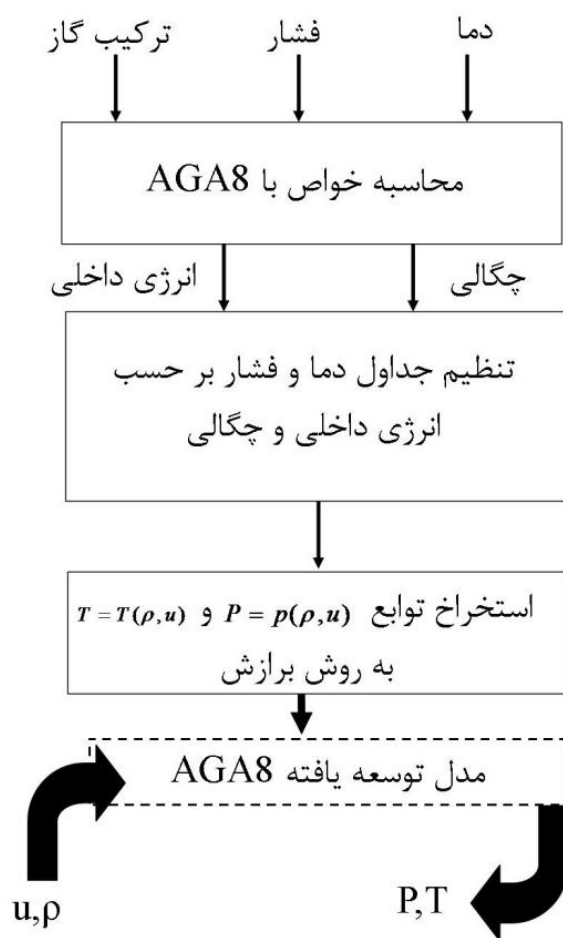 دما
فشار
ترکیب گاز
محاسبه خواص با AGA8
چگالی
انرژی داخلی
تنظیم جداول دما و فشار بر حسب
انرژی داخلی و چگالی
استخراخ توابع P = p(ρ,u) و T = T(ρ,u)
به روش برازش
مدل توسعه یافته AGA8
u,ρ
P,T